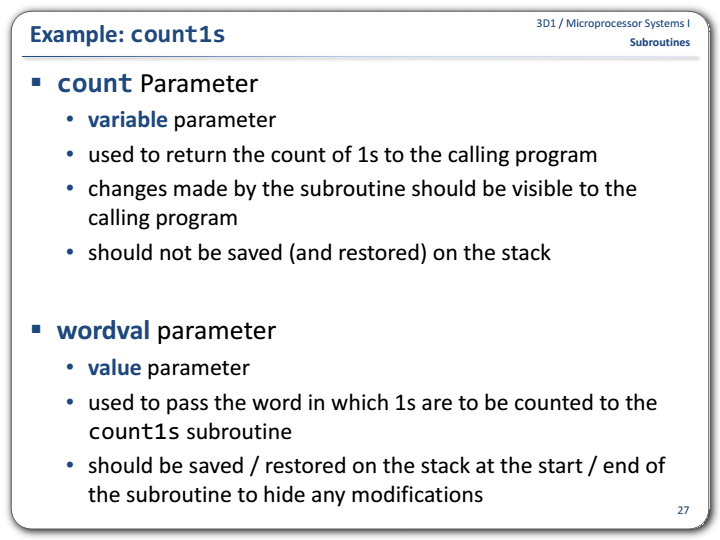 Example: count1s
3D1 / Microprocessor Systems I
Subroutines
▪ count Parameter
• variable parameter
• used to return the count of 1s to the calling program
• changes made by the subroutine should be visible to the
calling program
• should not be saved (and restored) on the stack
▪ wordval parameter
• value parameter
• used to pass the word in which 1s are to be counted to the
count1s subroutine
• should be saved / restored on the stack at the start / end of
the subroutine to hide any modifications
27